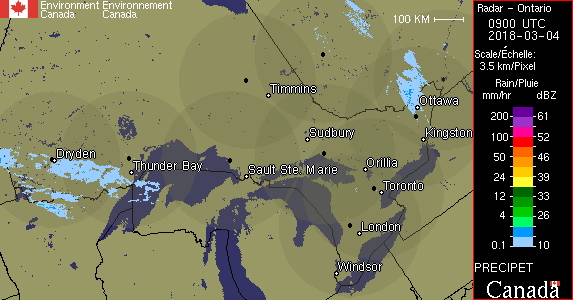 Environment Environnement
Canada Canada
100 KM
Timmins
Ottawa
Sudbury
Kingston
Dryden
Thunder Bay
Sault Ste. Marie
Orillia
Toronto
London
Windsor
Radar - Ontario
0900 UTC
2018-03-04
Scale/Échelle:
3.5 km/Pixel
Rain/Pluie
mm/hr dBZ
200 61
100 52
50 46
24 39
12 33
4 26
1 20
0.1 10
PRECIPET
Canada